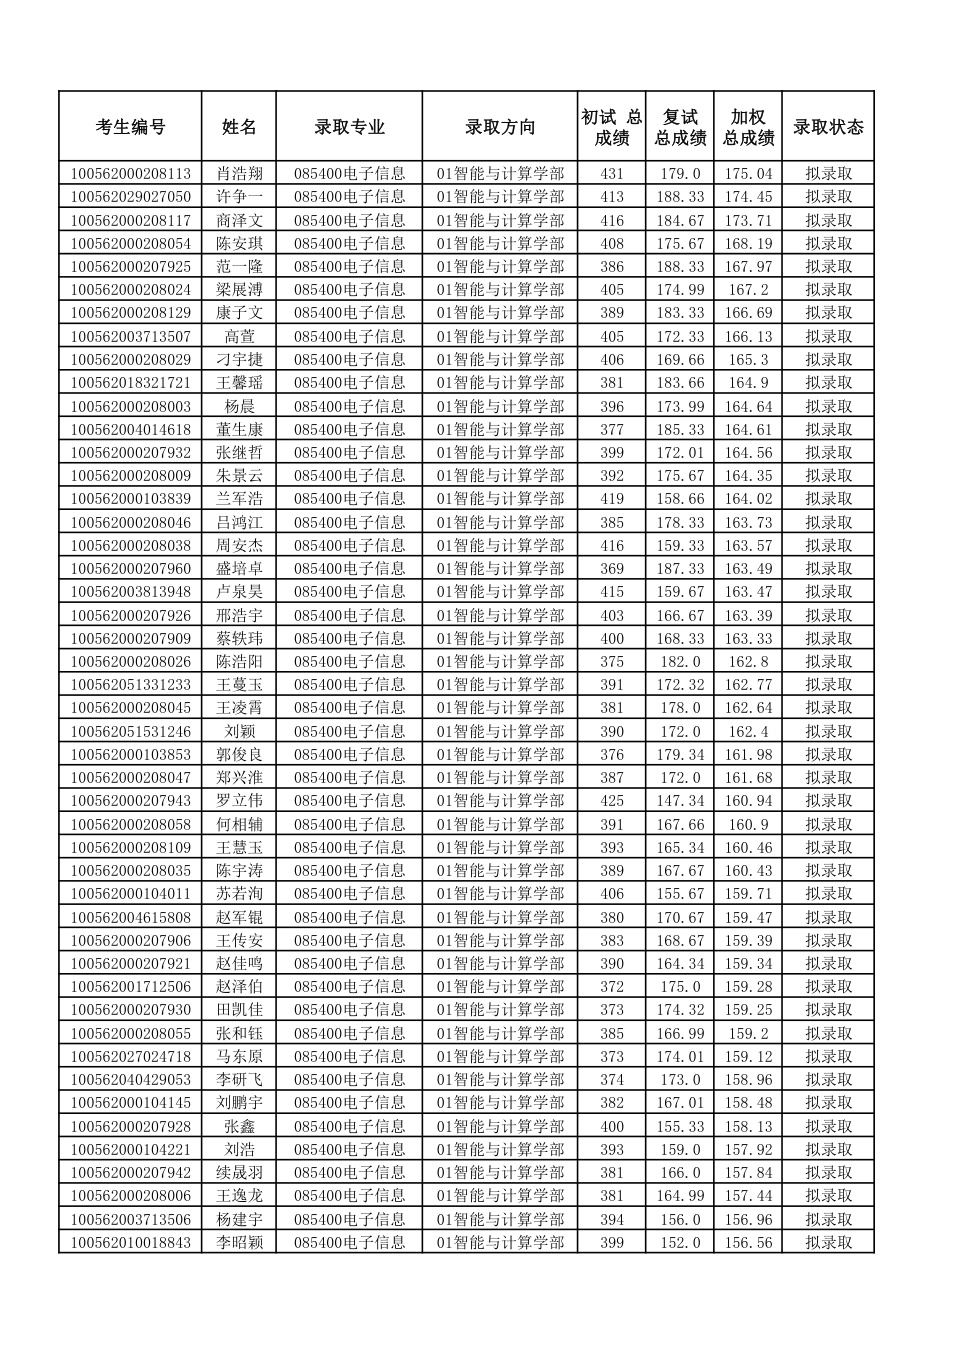 考生编号 姓名 录取专业 录取方向 初试 总成绩 复试总成绩 加权总成绩 录取状态
100562000208113 肖浩翔 085400电子信息 01智能与计算学部 431 179.0 175.04 拟录取
100562029027050 许争一 085400电子信息 01智能与计算学部 413 188.33 174.45 拟录取
100562000208117 商泽文 085400电子信息 01智能与计算学部 416 184.67 173.71 拟录取
100562000208054 陈安琪 085400电子信息 01智能与计算学部 408 175.67 168.19 拟录取
100562000207925 范一隆 085400电子信息 01智能与计算学部 386 188.33 167.97 拟录取
100562000208024 梁展溥 085400电子信息 01智能与计算学部 405 174.99 167.2 拟录取
100562000208129 康子文 085400电子信息 01智能与计算学部 389 183.33 166.69 拟录取
100562003713507 高萱 085400电子信息 01智能与计算学部 405 172.33 166.13 拟录取
100562000208029 刁宇捷 085400电子信息 01智能与计算学部 406 169.66 165.3 拟录取
100562018321721 王馨瑶 085400电子信息 01智能与计算学部 381 183.66 164.9 拟录取
100562000208003 杨晨 085400电子信息 01智能与计算学部 396 173.99 164.64 拟录取
100562004014618 董生康 085400电子信息 01智能与计算学部 377 185.33 164.61 拟录取
100562000207932 张继哲 085400电子信息 01智能与计算学部 399 172.01 164.56 拟录取
100562000208009 朱景云 085400电子信息 01智能与计算学部 392 175.67 164.35 拟录取
100562000103839 兰军浩 085400电子信息 01智能与计算学部 419 158.66 164.02 拟录取
100562000208046 吕鸿江 085400电子信息 01智能与计算学部 385 178.33 163.73 拟录取
100562000208038 周安杰 085400电子信息 01智能与计算学部 416 159.33 163.57 拟录取
100562000207960 盛培卓 085400电子信息 01智能与计算学部 369 187.33 163.49 拟录取
100562003813948 卢泉昊 085400电子信息 01智能与计算学部 415 159.67 163.47 拟录取
100562000207926 邢浩宇 085400电子信息 01智能与计算学部 403 166.67 163.39 拟录取
100562000207909 蔡轶玮 085400电子信息 01智能与计算学部 400 168.33 163.33 拟录取
100562000208026 陈浩阳 085400电子信息 01智能与计算学部 375 182.0 162.8 拟录取
100562051331233 王蔓玉 085400电子信息 01智能与计算学部 391 172.32 162.77 拟录取
100562000208045 王凌霄 085400电子信息 01智能与计算学部 381 178.0 162.64 拟录取
100562051531246 刘颖 085400电子信息 01智能与计算学部 390 172.0 162.4 拟录取
100562000103853 郭俊良 085400电子信息 01智能与计算学部 376 179.34 161.98 拟录取
100562000208047 郑兴淮 085400电子信息 01智能与计算学部 387 172.0 161.68 拟录取
100562000207943 罗立伟 085400电子信息 01智能与计算学部 425 147.34 160.94 拟录取
100562000208058 何相辅 085400电子信息 01智能与计算学部 391 167.66 160.9 拟录取
100562000208109 王慧玉 085400电子信息 01智能与计算学部 393 165.34 160.46 拟录取
100562000208035 陈宇涛 085400电子信息 01智能与计算学部 389 167.67 160.43 拟录取
100562000104011 苏若洵 085400电子信息 01智能与计算学部 406 155.67 159.71 拟录取
100562004615808 赵军锟 085400电子信息 01智能与计算学部 380 170.67 159.47 拟录取
100562000207906 王传安 085400电子信息 01智能与计算学部 383 168.67 159.39 拟录取
100562000207921 赵佳鸣 085400电子信息 01智能与计算学部 390 164.34 159.34 拟录取
100562001712506 赵泽伯 085400电子信息 01智能与计算学部 372 175.0 159.28 拟录取
100562000207930 田凯佳 085400电子信息 01智能与计算学部 373 174.32 159.25 拟录取
100562000208055 张和钰 085400电子信息 01智能与计算学部 385 166.99 159.2 拟录取
100562027024718 马东原 085400电子信息 01智能与计算学部 373 174.01 159.12 拟录取
100562040429053 李研飞 085400电子信息 01智能与计算学部 374 173.0 158.96 拟录取
100562000104145 刘鹏宇 085400电子信息 01智能与计算学部 382 167.01 158.48 拟录取
100562000207928 张鑫 085400电子信息 01智能与计算学部 400 155.33 158.13 拟录取
100562000104221 刘浩 085400电子信息 01智能与计算学部 393 159.0 157.92 拟录取
100562000207942 续晟羽 085400电子信息 01智能与计算学部 381 166.0 157.84 拟录取
100562000208006 王逸龙 085400电子信息 01智能与计算学部 381 164.99 157.44 拟录取
100562003713506 杨建宇 085400电子信息 01智能与计算学部 394 156.0 156.96 拟录取
100562010018843 李昭颖 085400电子信息 01智能与计算学部 399 152.0 156.56 拟录取